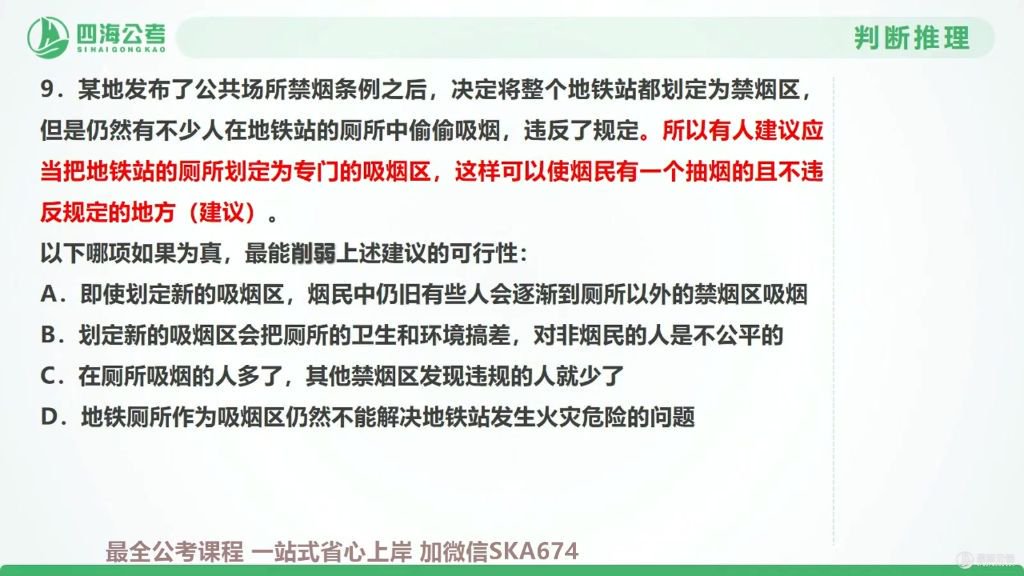 四海公考
SIHAIGONGKAO
判断推理
9．某地发布了公共场所禁烟条例之后，决定将整个地铁站都划定为禁烟区，
但是仍然有不少人在地铁站的厕所中偷偷吸烟，违反了规定。所以有人建议应
当把地铁站的厕所划定为专门的吸烟区，这样可以使烟民有一个抽烟的且不违
反规定的地方（建议）。
以下哪项如果为真，最能削弱上述建议的可行性：
A．即使划定新的吸烟区，烟民中仍旧有些人会逐渐到厕所以外的禁烟区吸烟
B．划定新的吸烟区会把厕所的卫生和环境搞差，对非烟民的人是不公平的
C．在厕所吸烟的人多了，其他禁烟区发现违规的人就少了
D．地铁厕所作为吸烟区仍然不能解决地铁站发生火灾危险的问题
最全公考课程 一站式省心上岸 加微信SKA674